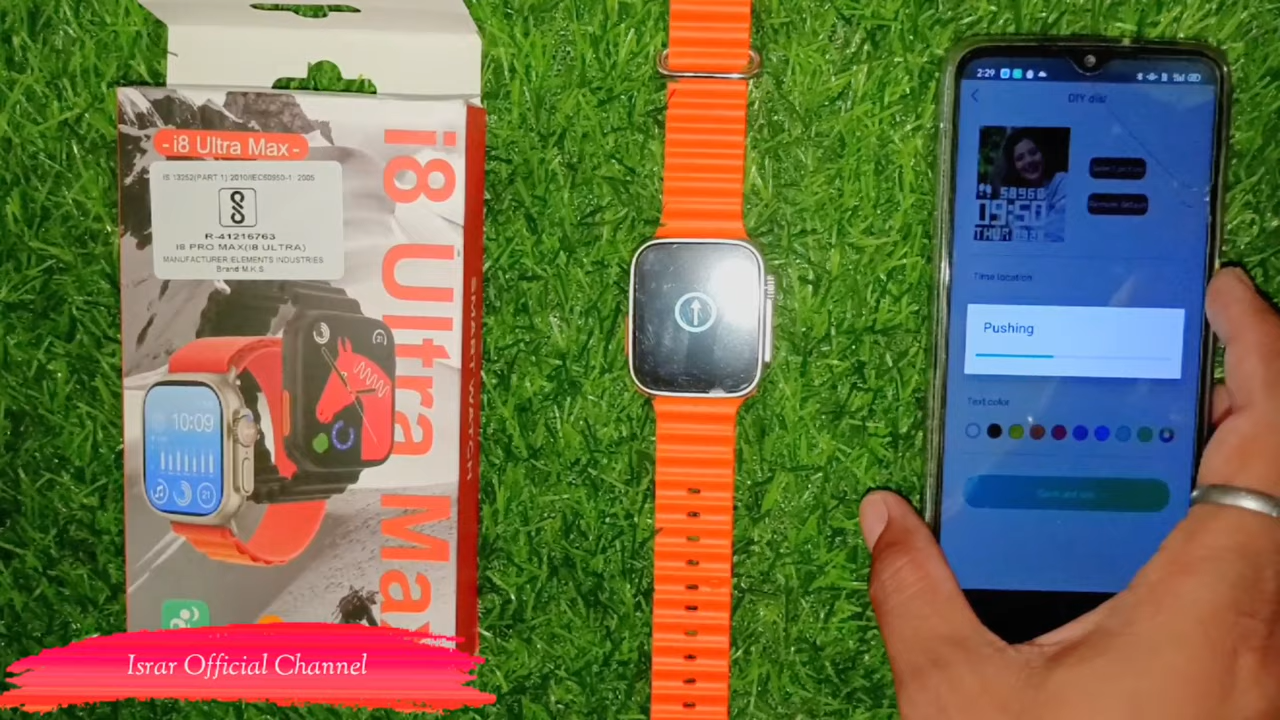 -i8 Ultra Max-
IS 13252(PART 1):2010/IEC60950-1: 2005
R-41216763
I8 PRO MAX(I8 ULTRA)
MANUFACTURER:ELEMENTS INDUSTRIES
Brand M.K.S.
i8 Ultra Max
SMART WATCH
10:09
21
21
2:29
DIY dial
58960
09:50
THUR
Time location
Pushing
Text color
Israr Official Channel